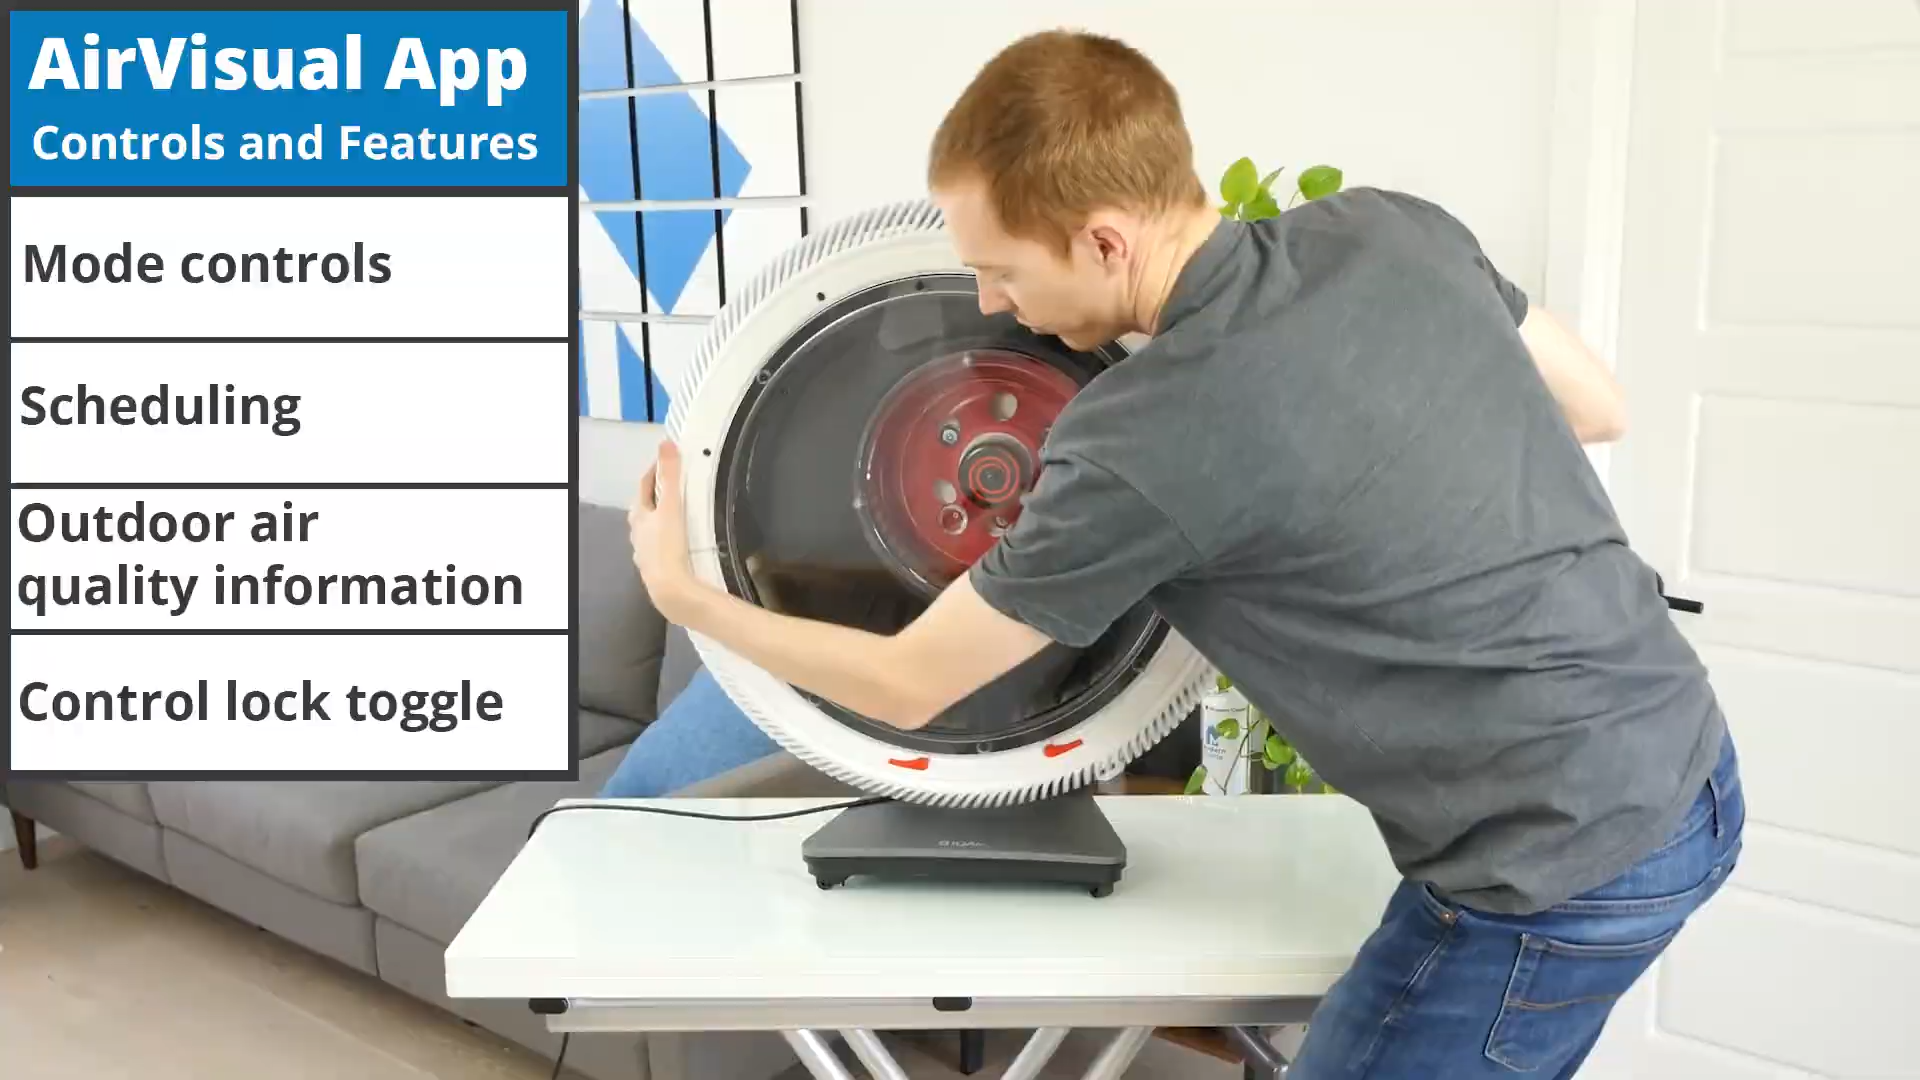 AirVisual App
Controls and Features
Mode controls
Scheduling
Outdoor air
quality information
Control lock toggle